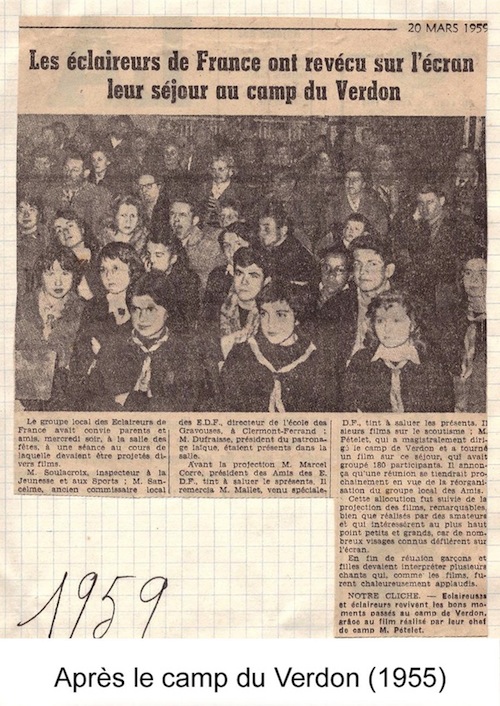 20 MARS 1959
Les éclaireurs de France ont revécu sur l'écran
leur séjour au camp du Verdon
Le groupe local des Eclaireurs de
France avait convié parents et
amis, mercredi soir, à la salle des
fêtes, à une séance au cours de
laquelle devaient être projetés di-
vers films.
M. Soulacroix, inspecteur à la
Jeunesse et aux Sports ; M. San-
celme, ancien commissaire local
des E.D.F., directeur de l'école des
Gravouses, à Clermont-Ferrand ;
M. Dufraisse, président du patrona-
ge laïque, étaient présents dans la
salle.
Avant la projection M. Marcel
Corre, président des Amis des E.
D.F., tint à saluer le sprésents. Il
remercia M. Mallet, venu spéciale-
D.F., tint à saluer les présents. Il
sieurs films sur le scoutisme ; M.
Pételet, qui a magistralement diri-
gé le camp de Verdon et a tourné
un film sur ce séjour, qui avait
groupé 180 participants. Il annon-
ça qu'une réunion se tiendrait pro-
chainement en vue de la réorgani-
sation du groupe local des Amis.
Cette allocution fut suivie de la
projection des films, remarquables,
bien que réalisés par des amateurs
et qui intéressèrent au plus haut
point petits et grands, car de nom-
breux visages connus défilèrent sur
l'écran.
En fin de réunion garçons et
filles devaient interpréter plusieurs
chants qui, comme les films, fu-
rent chaleureusement applaudis.
NOTRE CLICHE. — Eclaireuses
et éclaireurs revivent les bons mo-
ments passés au camp de Verdon,
grâce au film réalisé par leur chef
de camp M. Pételet.
1959
Après le camp du Verdon (1955)